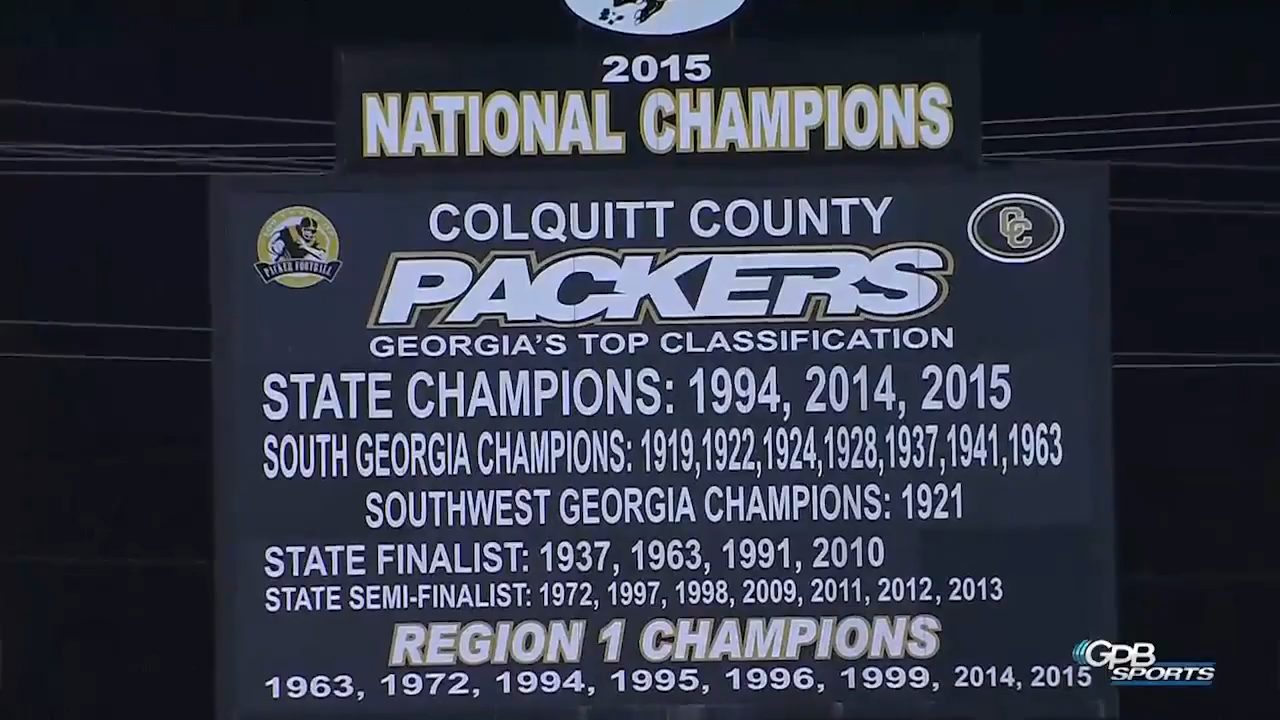 2015
NATIONAL CHAMPIONS
COLQUITT COUNTY
PACKER FOOTBALL
CC
PACKERS
GEORGIA'S TOP CLASSIFICATION
STATE CHAMPIONS: 1994, 2014, 2015
SOUTH GEORGIA CHAMPIONS: 1919,1922,1924,1928,1937,1941,1963
SOUTHWEST GEORGIA CHAMPIONS: 1921
STATE FINALIST: 1937, 1963, 1991, 2010
STATE SEMI-FINALIST: 1972, 1997, 1998, 2009, 2011, 2012, 2013
REGION 1 CHAMPIONS
1963, 1972, 1994, 1995, 1996, 1999, 2014, 2015
GPB
SPORTS